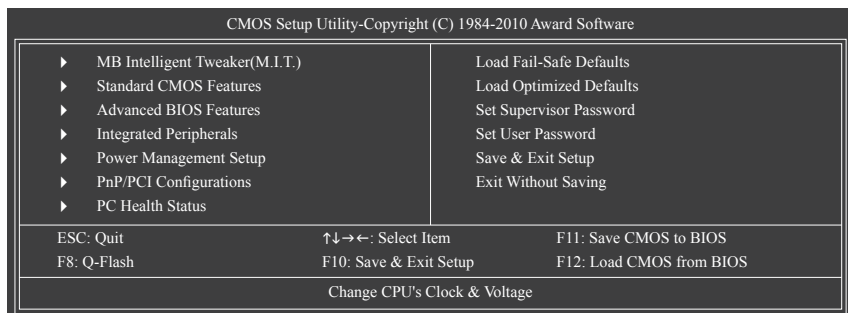 CMOS Setup Utility-Copyright (C) 1984-2010 Award Software
MB Intelligent Tweaker(M.I.T.)
Standard CMOS Features
Advanced BIOS Features
Integrated Peripherals
Power Management Setup
PnP/PCI Configurations
PC Health Status
Load Fail-Safe Defaults
Load Optimized Defaults
Set Supervisor Password
Set User Password
Save & Exit Setup
Exit Without Saving
ESC: Quit ↑↓→←: Select Item F11: Save CMOS to BIOS
F8: Q-Flash F10: Save & Exit Setup F12: Load CMOS from BIOS
Change CPU's Clock & Voltage